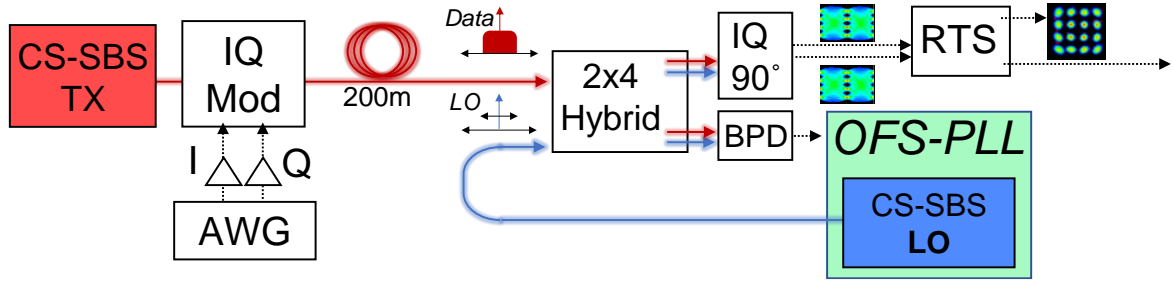 CS-SBS
TX
IQ
Mod
I
Q
AWG
200m
Data
LO
2x4
Hybrid
IQ
90°
BPD
RTS
OFS-PLL
CS-SBS
LO